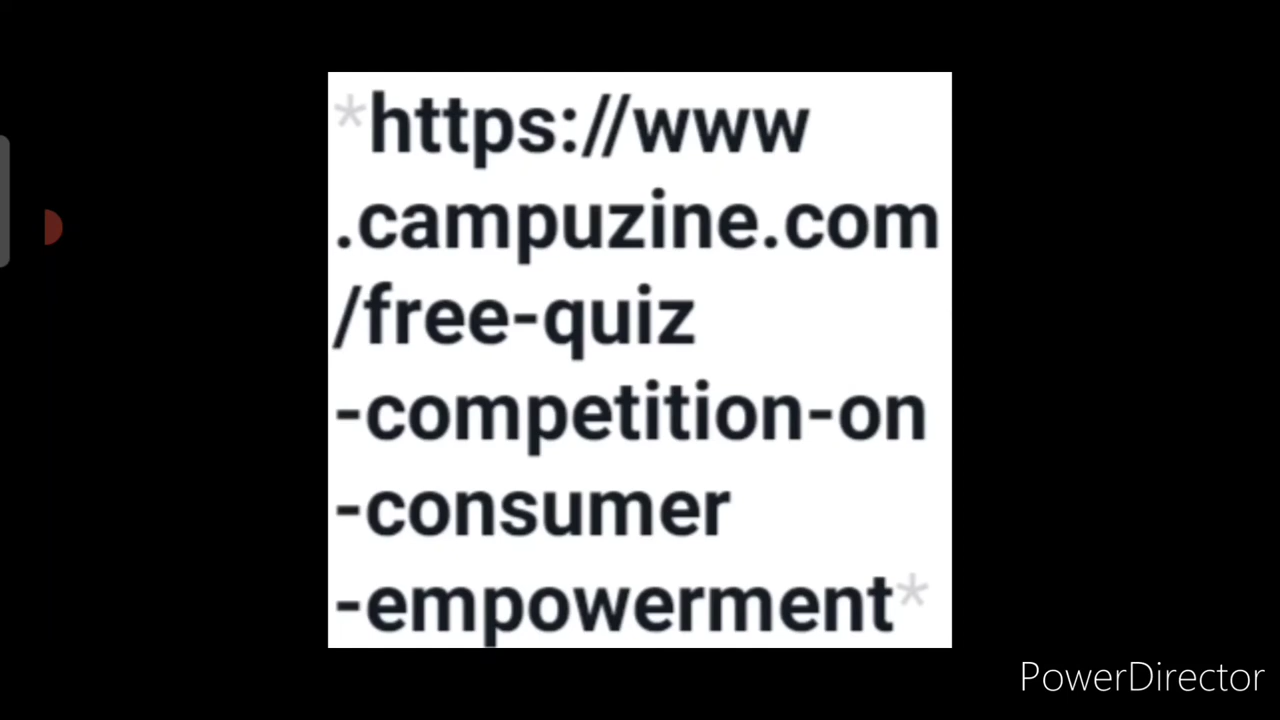 *https://www
.campuzine.com
/free-quiz
-competition-on
-consumer
-empowerment*
PowerDirector